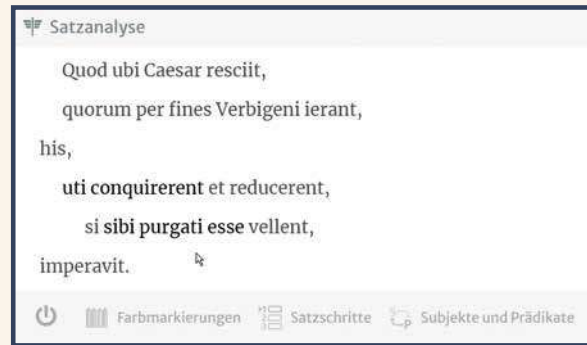 Satzanalyse
Quod ubi Caesar resciit,
quorum per fines Verbigeni ierant,
his,
uti conquirerent et reducerent,
si sibi purgati esse vellent,
imperavit.
Farbmarkierungen Satzschritte Subjekte und Prädikate